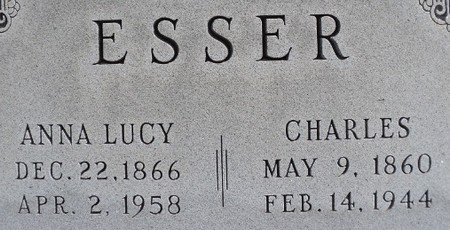 ESSER
ANNA LUCY
DEC. 22, 1866
APR. 2, 1958
CHARLES
MAY 9, 1860
FEB. 14, 1944